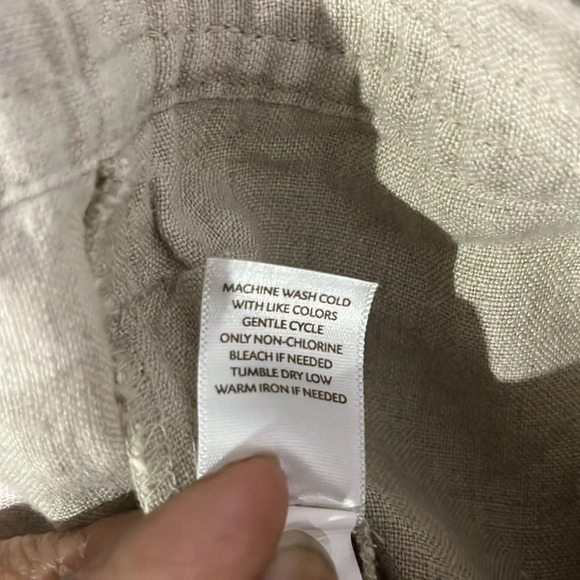 MACHINE WASH COLD
WITH LIKE COLORS
GENTLE CYCLE
ONLY NON-CHLORINE
BLEACH IF NEEDED
TUMBLE DRY LOW
WARM IRON IF NEEDED